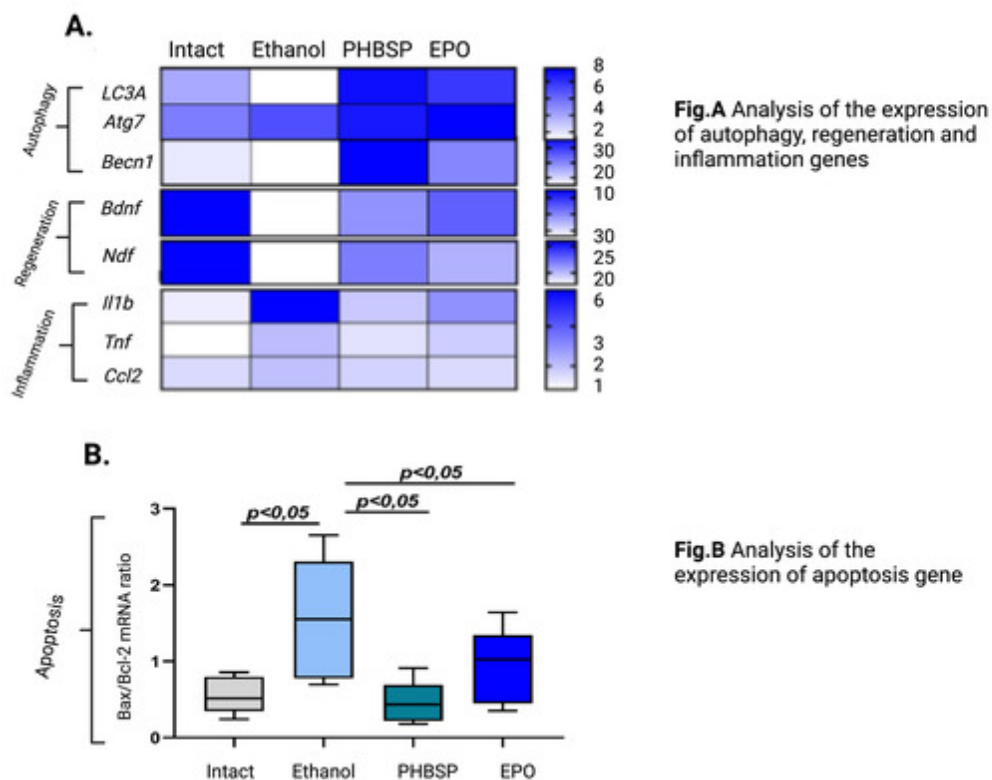 A.
Intact Ethanol PHBSP EPO
Autophagy
LC3A
Atg7
Becn1
8
6
4
2
30
20
Regeneration
Bdnf
Ndf
10
30
25
20
Inflammation
Il1b
Tnf
Ccl2
6
3
2
1
Fig.A Analysis of the expression
of autophagy, regeneration and
inflammation genes
B.
p<0,05
p<0,05
p<0,05
Apoptosis
Bax/Bcl-2 mRNA ratio
3
2
1
0
Intact Ethanol PHBSP EPO
Fig.B Analysis of the
expression of apoptosis gene